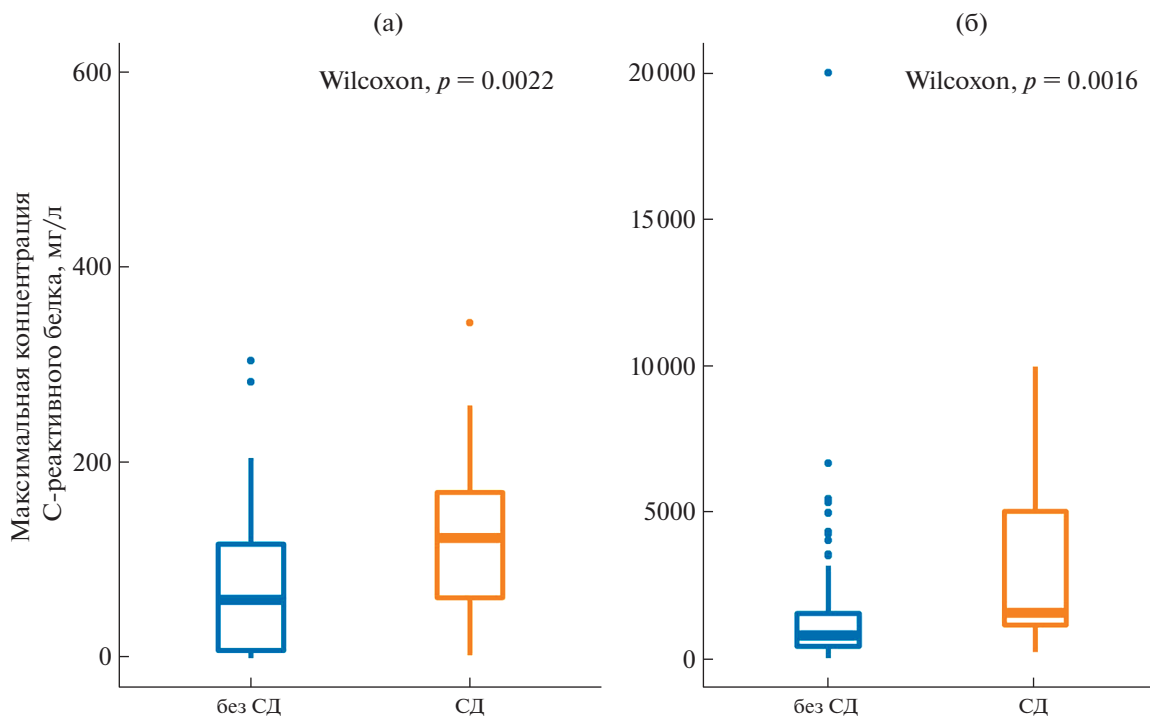 (а)
Wilcoxon, p = 0.0022
Максимальная концентрация
С-реактивного белка, мг/л
600
400
200
0
без СД
СД
(б)
Wilcoxon, p = 0.0016
20000
15000
10000
5000
0
без СД
СД